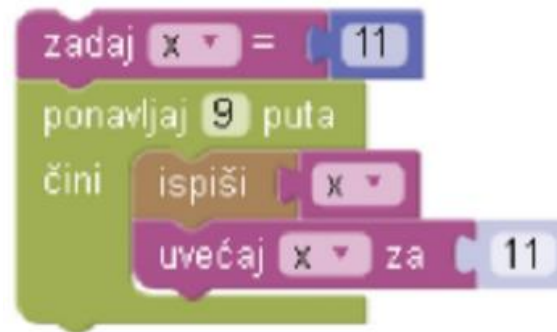 zadaj x = 11
ponavljaj 9 puta
čini ispiši x
uvećaj x za 11